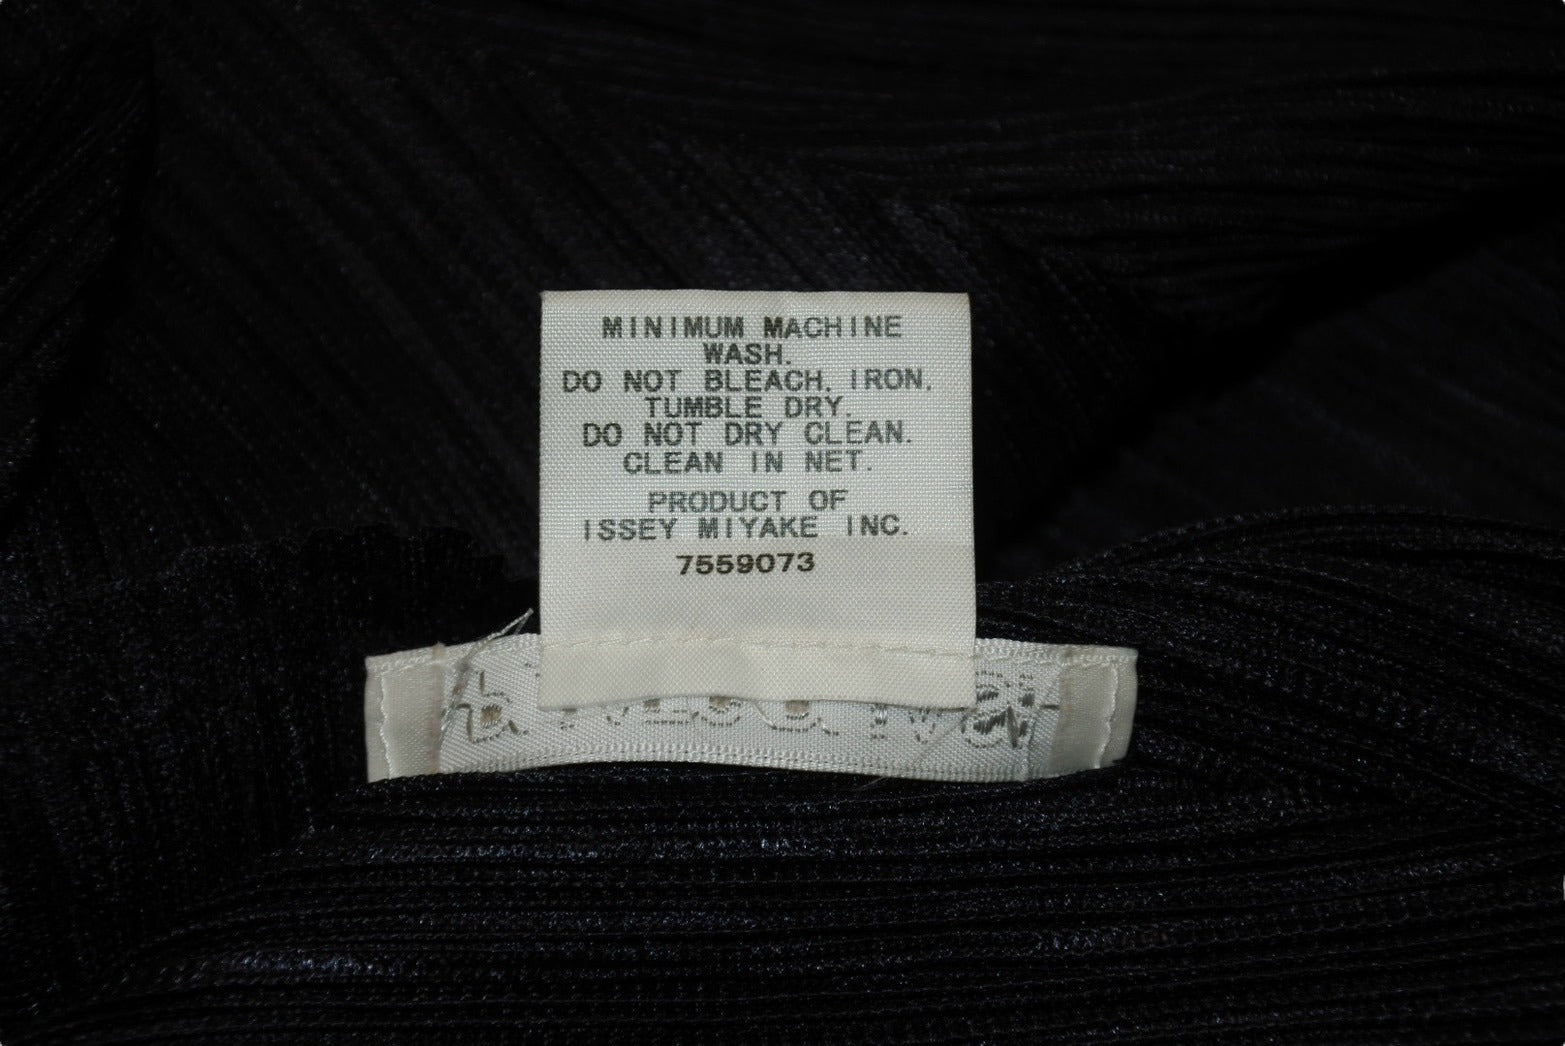 MINIMUM MACHINE
WASH.
DO NOT BLEACH, IRON,
TUMBLE DRY.
DO NOT DRY CLEAN.
CLEAN IN NET.
PRODUCT OF
ISSEY MIYAKE INC.
7559073